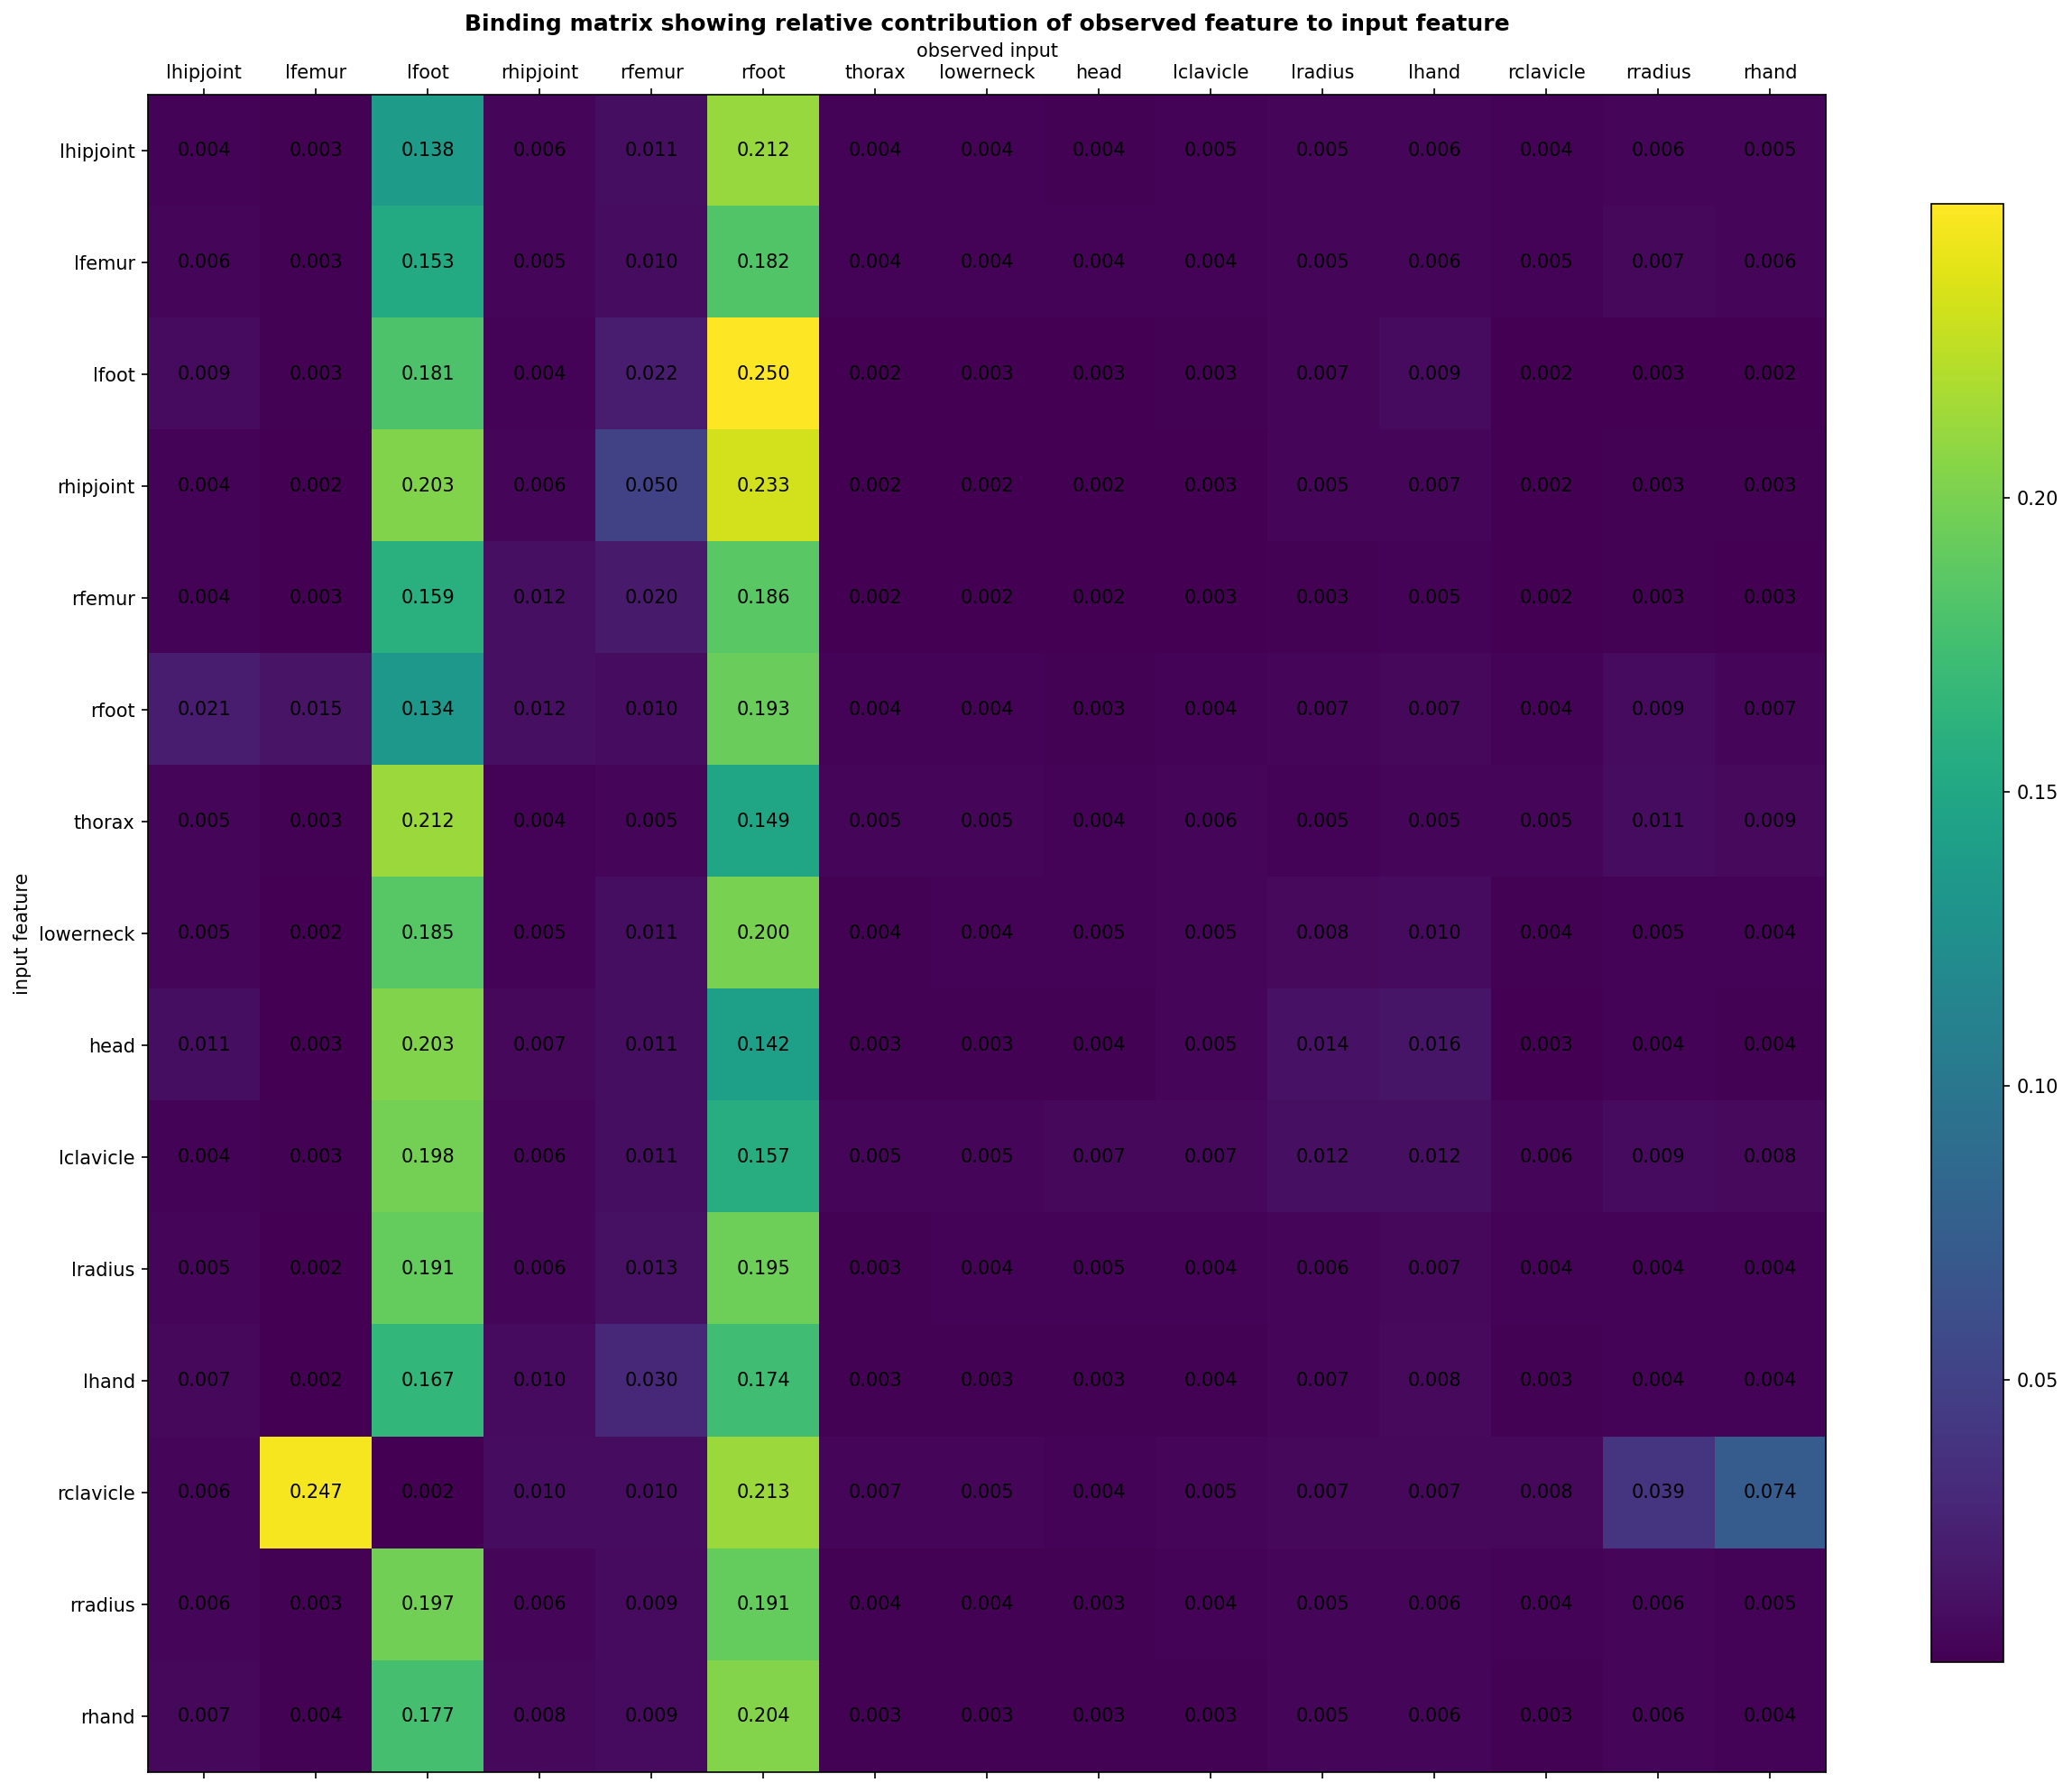 Binding matrix showing relative contribution of observed feature to input feature
observed input
lhipjoint lfemur lfoot rhipjoint rfemur rfoot thorax lowerneck head lclavicle lradius lhand rclavicle rradius rhand
lhipjoint 0.004 0.003 0.138 0.006 0.011 0.212 0.004 0.004 0.004 0.005 0.005 0.006 0.004 0.006 0.005
lfemur 0.006 0.003 0.153 0.005 0.010 0.182 0.004 0.004 0.004 0.004 0.005 0.006 0.005 0.007 0.006
lfoot 0.009 0.003 0.181 0.004 0.022 0.250 0.002 0.003 0.003 0.003 0.007 0.009 0.002 0.003 0.002
rhipjoint 0.004 0.002 0.203 0.006 0.050 0.233 0.002 0.002 0.002 0.003 0.005 0.007 0.002 0.003 0.003
rfemur 0.004 0.003 0.159 0.012 0.020 0.186 0.002 0.002 0.002 0.003 0.003 0.005 0.002 0.003 0.003
rfoot 0.021 0.015 0.134 0.012 0.010 0.193 0.004 0.004 0.003 0.004 0.007 0.007 0.004 0.009 0.007
thorax 0.005 0.003 0.212 0.004 0.005 0.149 0.005 0.005 0.004 0.006 0.005 0.005 0.005 0.011 0.009
lowerneck 0.005 0.002 0.185 0.005 0.011 0.200 0.004 0.004 0.005 0.005 0.008 0.010 0.004 0.005 0.004
head 0.011 0.003 0.203 0.007 0.011 0.142 0.003 0.003 0.004 0.005 0.014 0.016 0.003 0.004 0.004
lclavicle 0.004 0.003 0.198 0.006 0.011 0.157 0.005 0.005 0.007 0.007 0.012 0.012 0.006 0.009 0.008
lradius 0.005 0.002 0.191 0.006 0.013 0.195 0.003 0.004 0.005 0.004 0.006 0.007 0.004 0.004 0.004
lhand 0.007 0.002 0.167 0.010 0.030 0.174 0.003 0.003 0.003 0.004 0.007 0.008 0.003 0.004 0.004
rclavicle 0.006 0.247 0.002 0.010 0.010 0.213 0.007 0.005 0.004 0.005 0.007 0.007 0.008 0.039 0.074
rradius 0.006 0.003 0.197 0.006 0.009 0.191 0.004 0.004 0.003 0.004 0.005 0.006 0.004 0.006 0.005
rhand 0.007 0.004 0.177 0.008 0.009 0.204 0.003 0.003 0.003 0.003 0.005 0.006 0.003 0.006 0.004
input feature
0.20
0.15
0.10
0.05